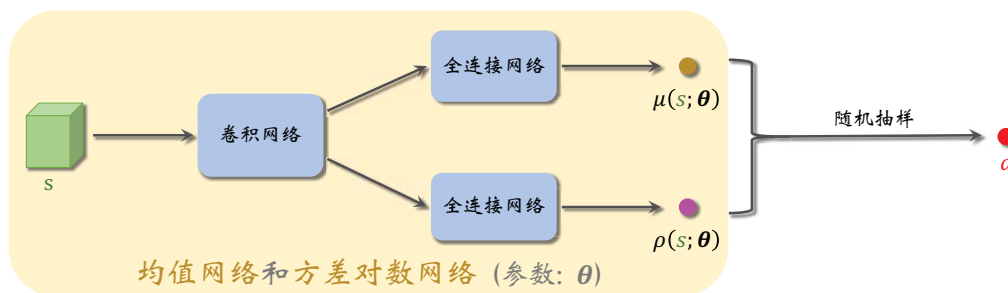 全连接网络
μ(s; θ)
卷积网络
随机抽样
s
a
全连接网络
ρ(s; θ)
均值网络和方差对数网络 (参数: θ)